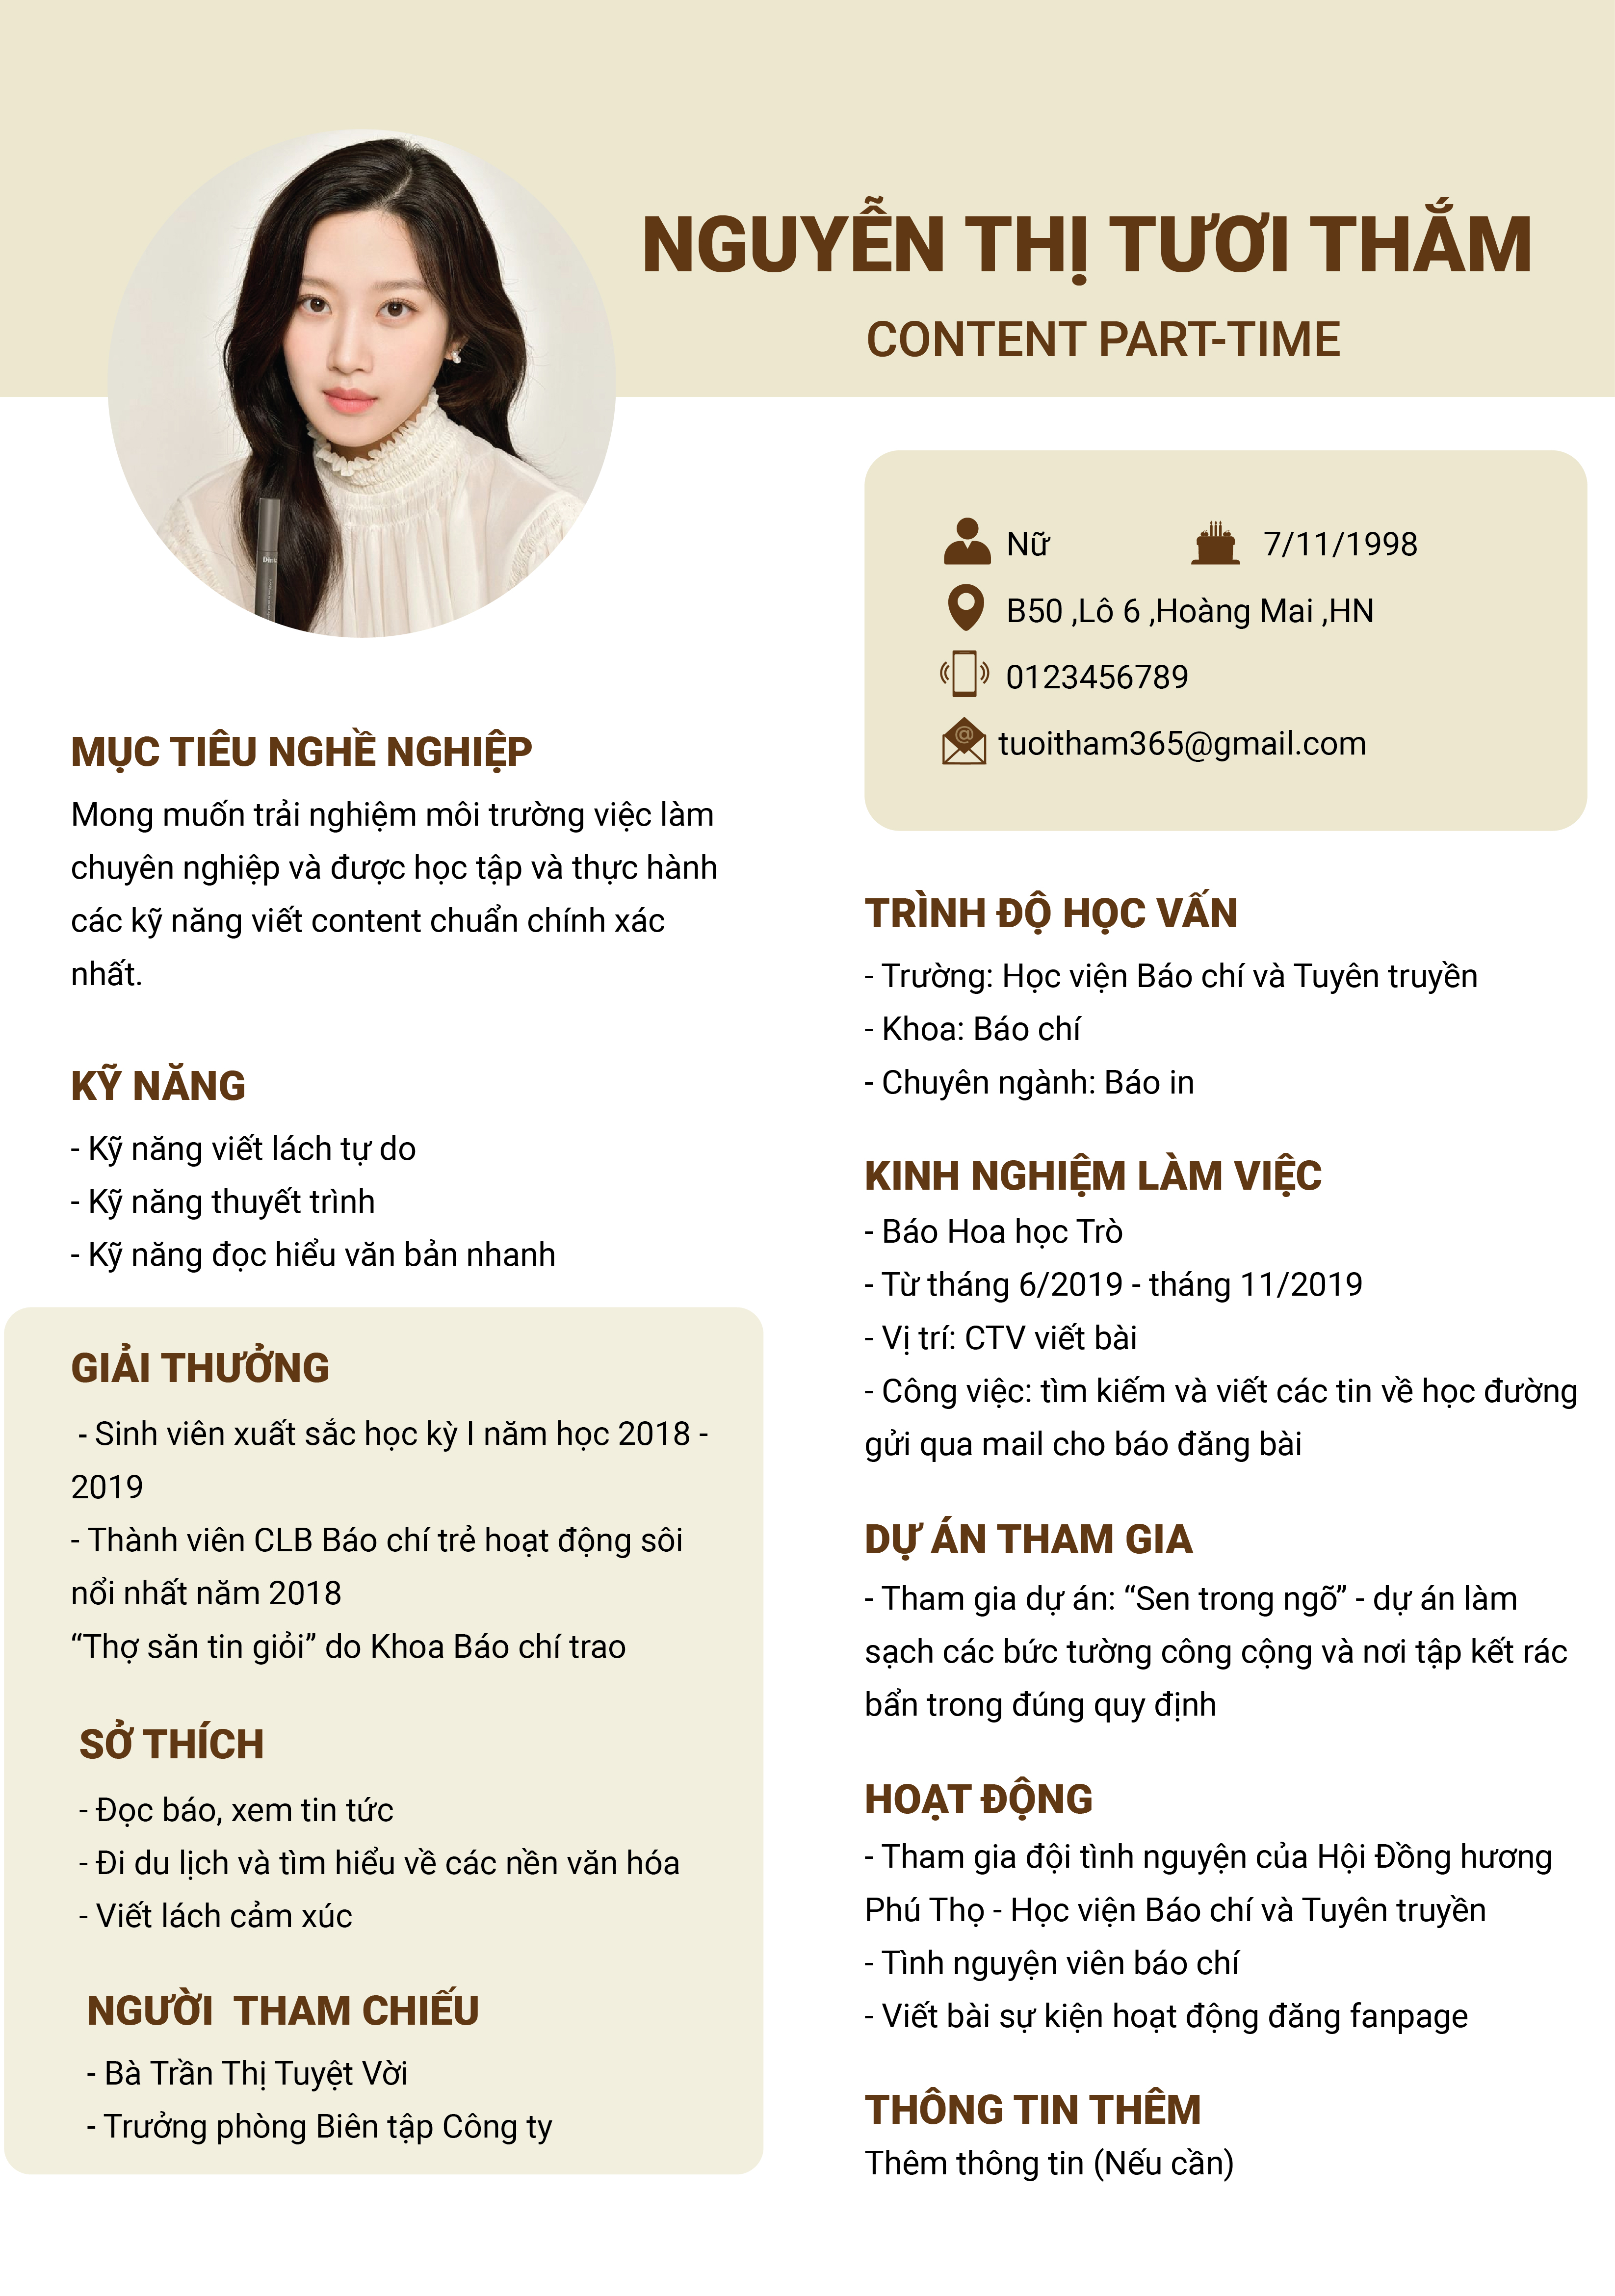 NGUYỄN THỊ TƯƠI THẮM
CONTENT PART-TIME
Nữ
7/11/1998
B50 ,Lô 6 ,Hoàng Mai ,HN
0123456789
@
tuoitham365@gmail.com
MỤC TIÊU NGHỀ NGHIỆP
Mong muốn trải nghiệm môi trường việc làm
chuyên nghiệp và được học tập và thực hành
các kỹ năng viết content chuẩn chính xác
nhất.
KỸ NĂNG
- Kỹ năng viết lách tự do
- Kỹ năng thuyết trình
- Kỹ năng đọc hiểu văn bản nhanh
GIẢI THƯỞNG
- Sinh viên xuất sắc học kỳ I năm học 2018 -
2019
- Thành viên CLB Báo chí trẻ hoạt động sôi
nổi nhất năm 2018
“Thợ săn tin giỏi” do Khoa Báo chí trao
SỞ THÍCH
- Đọc báo, xem tin tức
- Đi du lịch và tìm hiểu về các nền văn hóa
- Viết lách cảm xúc
NGƯỜI THAM CHIẾU
- Bà Trần Thị Tuyệt Vời
- Trưởng phòng Biên tập Công ty
TRÌNH ĐỘ HỌC VẤN
- Trường: Học viện Báo chí và Tuyên truyền
- Khoa: Báo chí
- Chuyên ngành: Báo in
KINH NGHIỆM LÀM VIỆC
- Báo Hoa học Trò
- Từ tháng 6/2019 - tháng 11/2019
- Vị trí: CTV viết bài
- Công việc: tìm kiếm và viết các tin về học đường
gửi qua mail cho báo đăng bài
DỰ ÁN THAM GIA
- Tham gia dự án: “Sen trong ngõ” - dự án làm
sạch các bức tường công cộng và nơi tập kết rác
bẩn trong đúng quy định
HOẠT ĐỘNG
- Tham gia đội tình nguyện của Hội Đồng hương
Phú Thọ - Học viện Báo chí và Tuyên truyền
- Tình nguyện viên báo chí
- Viết bài sự kiện hoạt động đăng fanpage
THÔNG TIN THÊM
Thêm thông tin (Nếu cần)